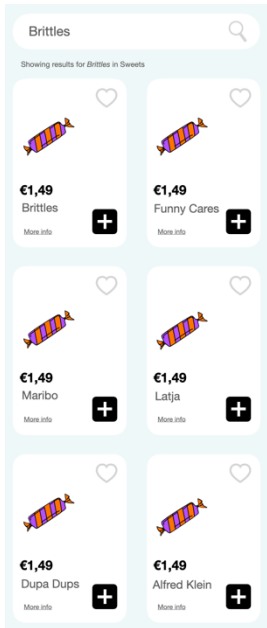 Brittles
Showing results for Brittles in Sweets
€1,49
Brittles
More info
€1,49
Funny Cares
More info
€1,49
Maribo
More info
€1,49
Latja
More info
€1,49
Dupa Dups
More info
€1,49
Alfred Klein
More info